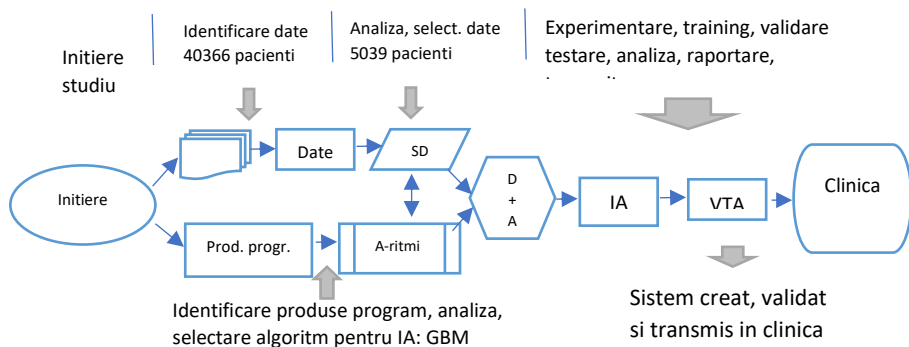 Initiere
studiu
Identificare date
40366 pacienti
Analiza, select. date
5039 pacienti
Experimentare, training, validare
testare, analiza, raportare,
Date
SD
Initiere
D
+
A
IA
VTA
Clinica
Prod. progr.
A-ritmi
Identificare produse program, analiza,
selectare algoritm pentru IA: GBM
Sistem creat, validat
si transmis in clinica